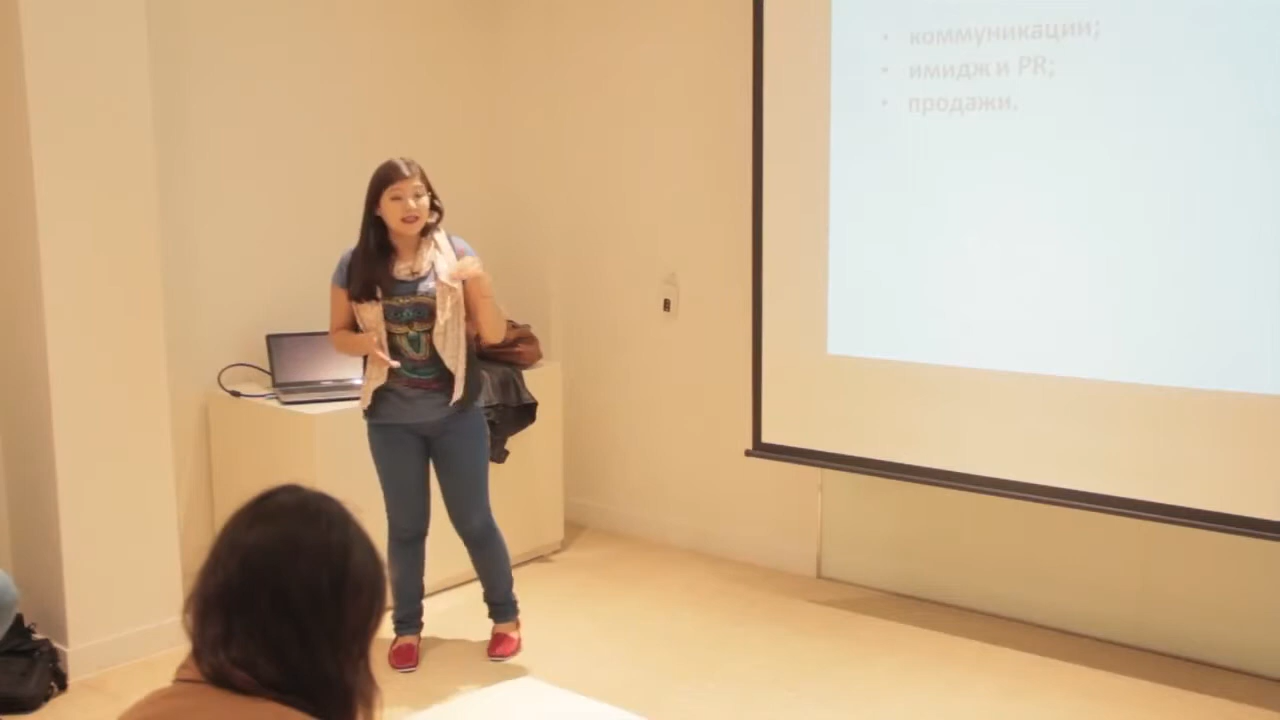 • коммуникации;
• имидж и PR;
• продажи.